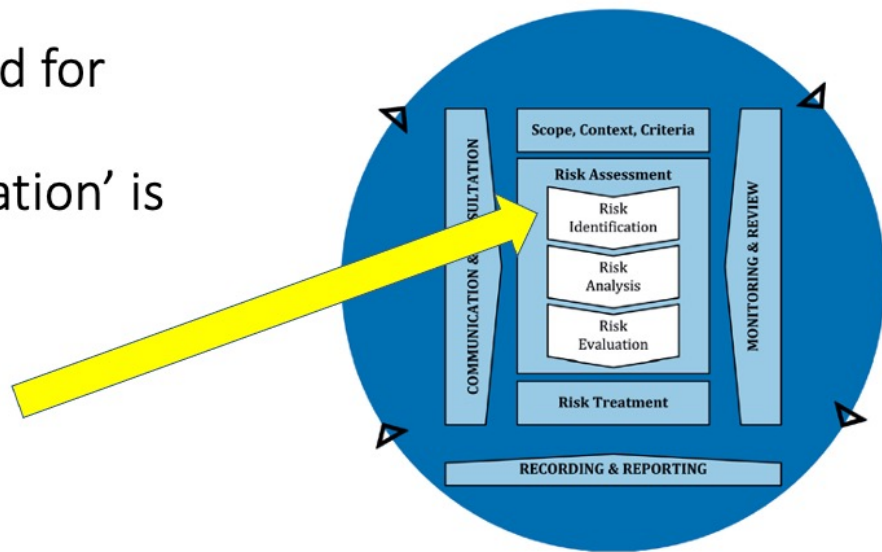 d for
ation’ is
Scope, Context, Criteria
Risk Assessment
Risk
Identification
Risk
Analysis
Risk
Evaluation
Risk Treatment
COMMUNICATION &
MONITORING & REVIEW
RECORDING & REPORTING